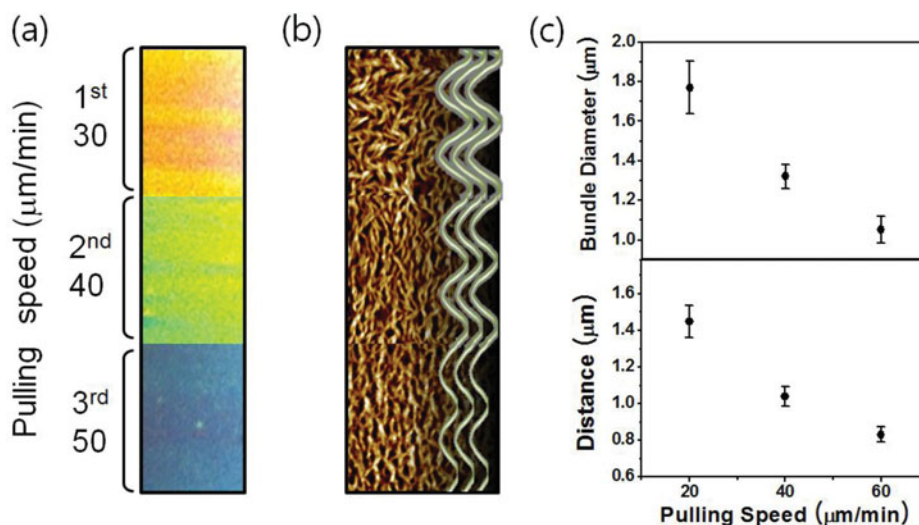 (a)
Pulling speed (μm/min)
1st
30
2nd
40
3rd
50
(b)
(c)
Bundle Diameter (μm)
2.0
1.8
1.6
1.4
1.2
1.0
Distance (μm)
1.6
1.4
1.2
1.0
0.8
0.6
20 40 60
Pulling Speed (μm/min)